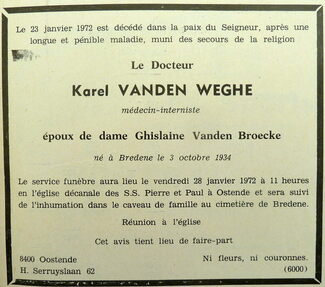 Le 23 janvier 1972 est décédé dans la paix du Seigneur, après une
longue et pénible maladie, muni des secours de la religion
Le Docteur
Karel VANDEN WEGHE
médecin-interniste
époux de dame Ghislaine Vanden Broecke
né à Bredene le 3 octobre 1934
Le service funèbre aura lieu le vendredi 28 janvier 1972 à 11 heures
en l'église décanale des S.S. Pierre et Paul à Ostende et sera suivi
de l'inhumation dans le caveau de famille au cimetière de Bredene.
Réunion à l'église
Cet avis tient lieu de faire-part
8400 Oostende Ni fleurs, ni couronnes.
H. Serruyslaan 62 (6000)